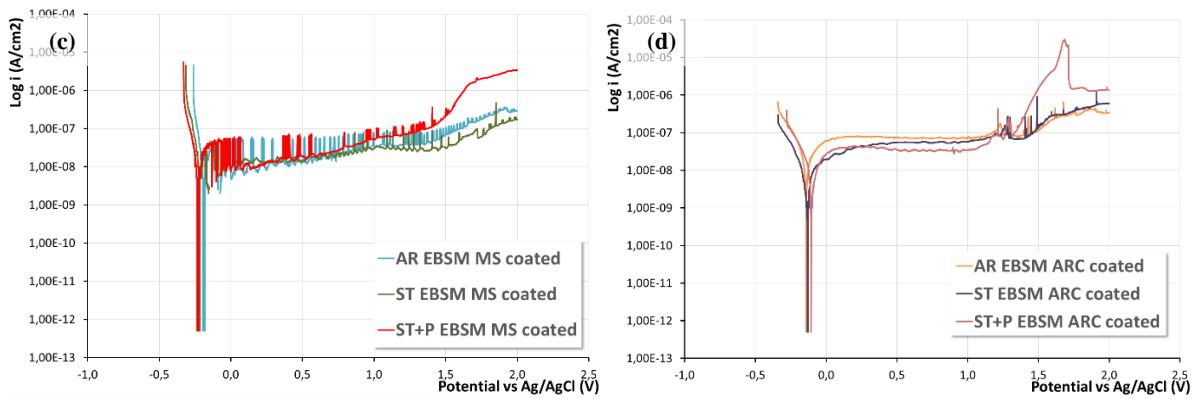 (c)
Log i (A/cm2)
1,00E-04
1,00E-05
1,00E-06
1,00E-07
1,00E-08
1,00E-09
1,00E-10
1,00E-11
1,00E-12
1,00E-13
-1,0
-0,5
0,0
0,5
1,0
1,5
2,0
2,5
Potential vs Ag/AgCl (V)
AR EBSM MS coated
ST EBSM MS coated
ST+P EBSM MS coated
(d)
Log i (A/cm2)
1,00E-04
1,00E-05
1,00E-06
1,00E-07
1,00E-08
1,00E-09
1,00E-10
1,00E-11
1,00E-12
1,00E-13
-1,0
-0,5
0,0
0,5
1,0
1,5
2,0
2,5
Potential vs Ag/AgCl (V)
AR EBSM ARC coated
ST EBSM ARC coated
ST+P EBSM ARC coated